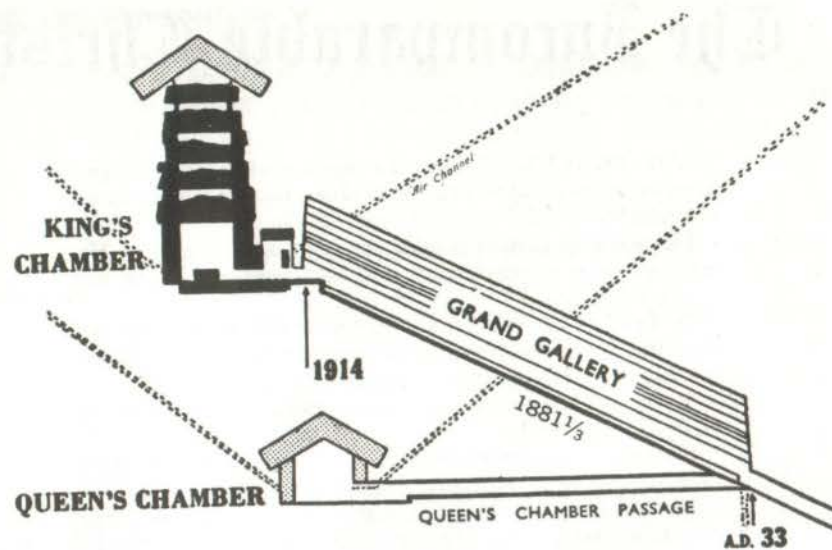 Air Channel
KING'S
CHAMBER
GRAND GALLERY
1914
1881⅓
QUEEN'S CHAMBER
QUEEN'S CHAMBER PASSAGE
A.D. 33